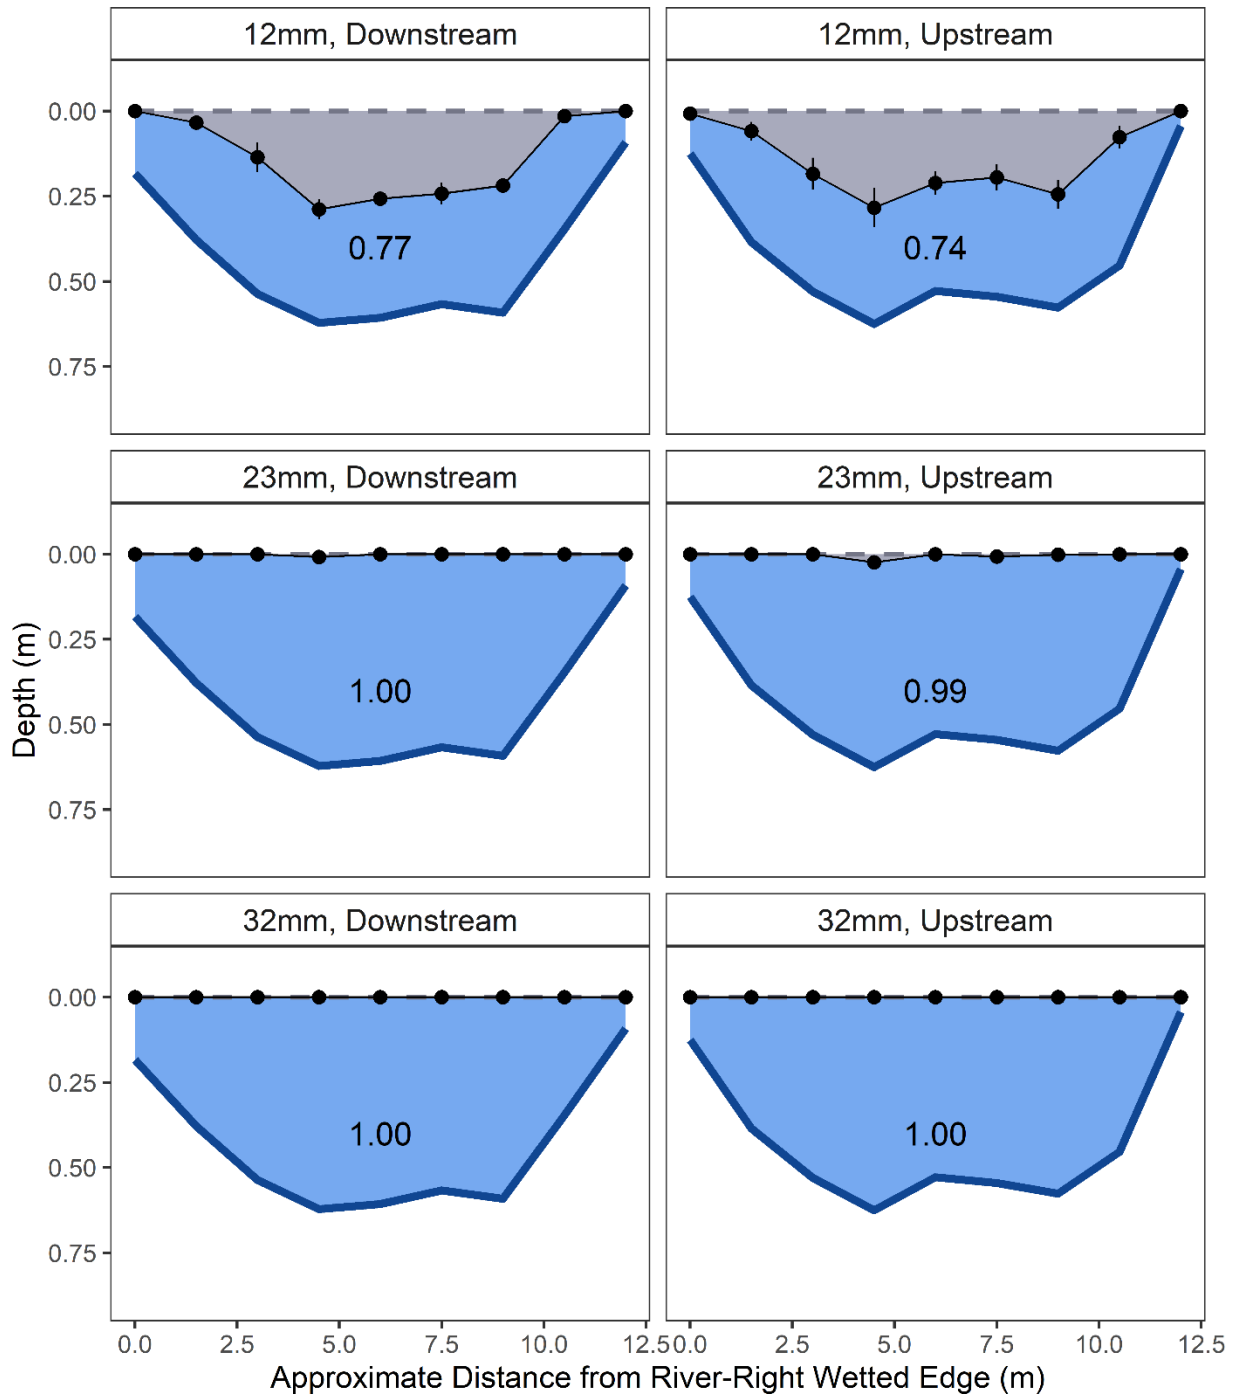 12mm, Downstream
12mm, Upstream
0.00
0.25
0.50
0.75
0.77
0.74
23mm, Downstream
23mm, Upstream
0.00
0.25
0.50
0.75
1.00
0.99
Depth (m)
32mm, Downstream
32mm, Upstream
0.00
0.25
0.50
0.75
1.00
1.00
0.0 2.5 5.0 7.5 10.0 12.5
0.0 2.5 5.0 7.5 10.0 12.5
Approximate Distance from River-Right Wetted Edge (m)